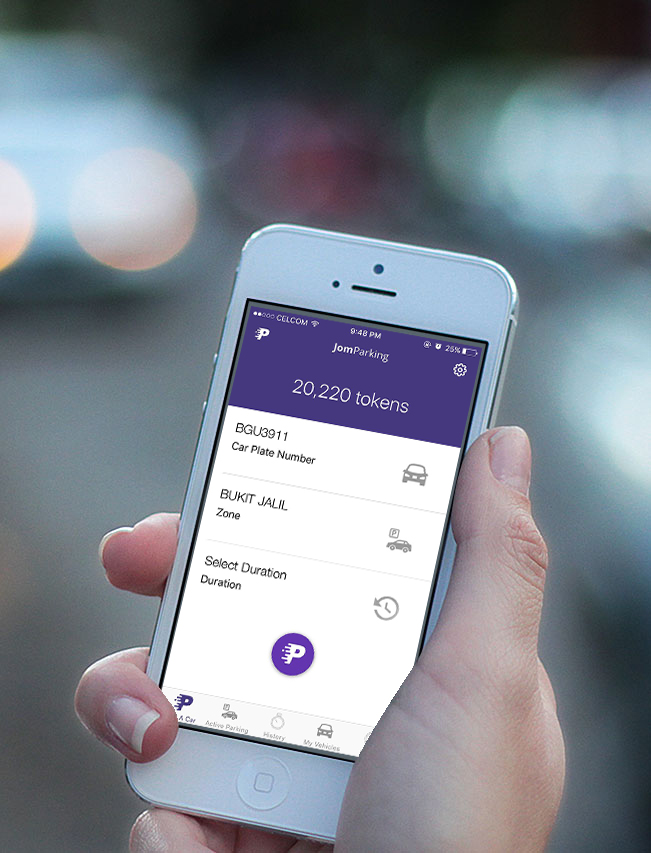 CELCOM
9:48 PM
25%
JomParking
20,220 tokens
BGU3911
Car Plate Number
BUKIT JALIL
Zone
Select Duration
Duration
P
A Car
Active Parking
History
My Vehicles